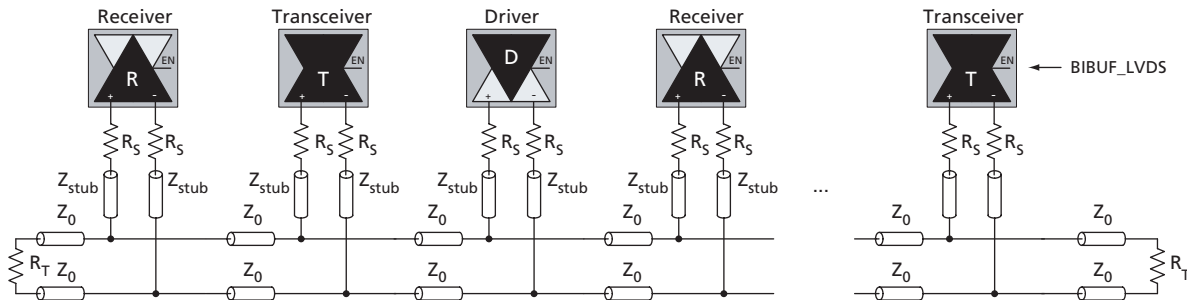 Receiver Transceiver Driver Receiver Transceiver
EN EN EN EN EN
R T D R T
BIBUF_LVDS
+ - + - + - + - + -
R_S R_S R_S R_S R_S R_S R_S R_S R_S R_S
Z_stub Z_stub Z_stub Z_stub Z_stub Z_stub Z_stub Z_stub
...
Z_0 Z_0 Z_0 Z_0 Z_0 Z_0
R_T R_T
Z_0 Z_0 Z_0 Z_0 Z_0 Z_0